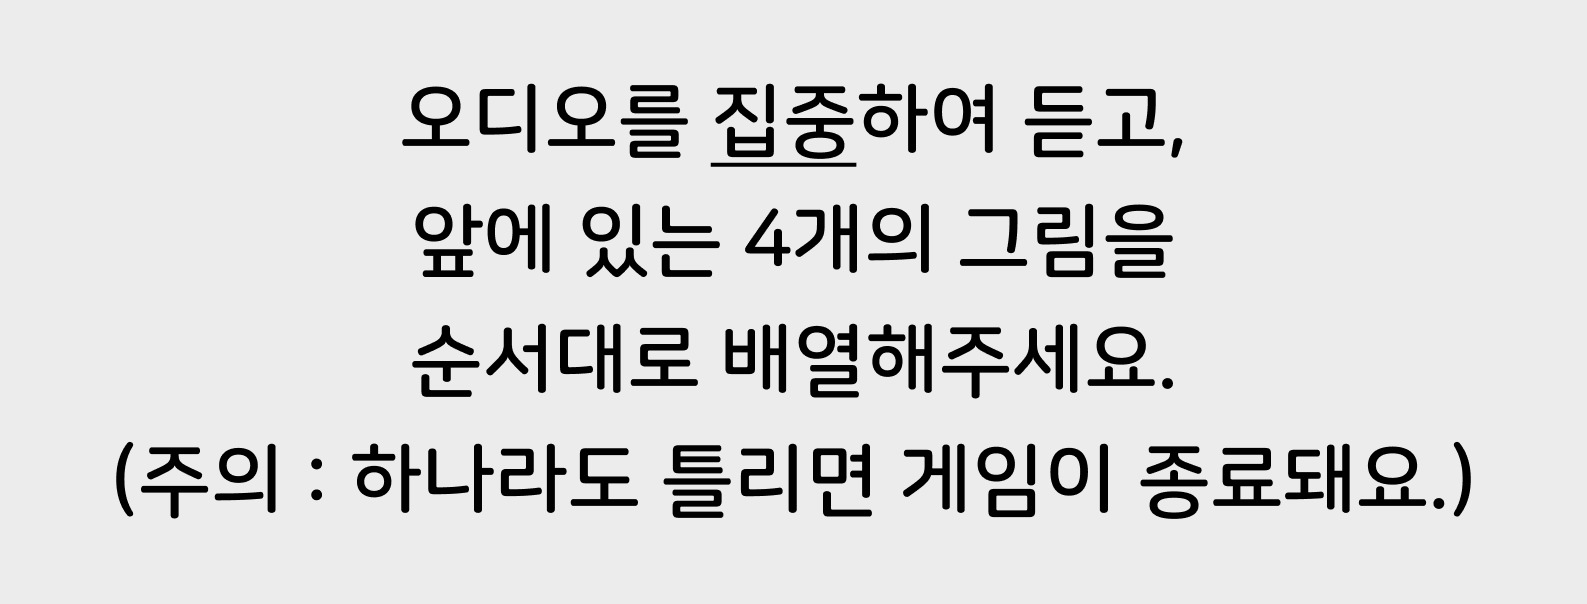 오디오를 집중하여 듣고,
앞에 있는 4개의 그림을
순서대로 배열해주세요.
(주의 : 하나라도 틀리면 게임이 종료돼요.)